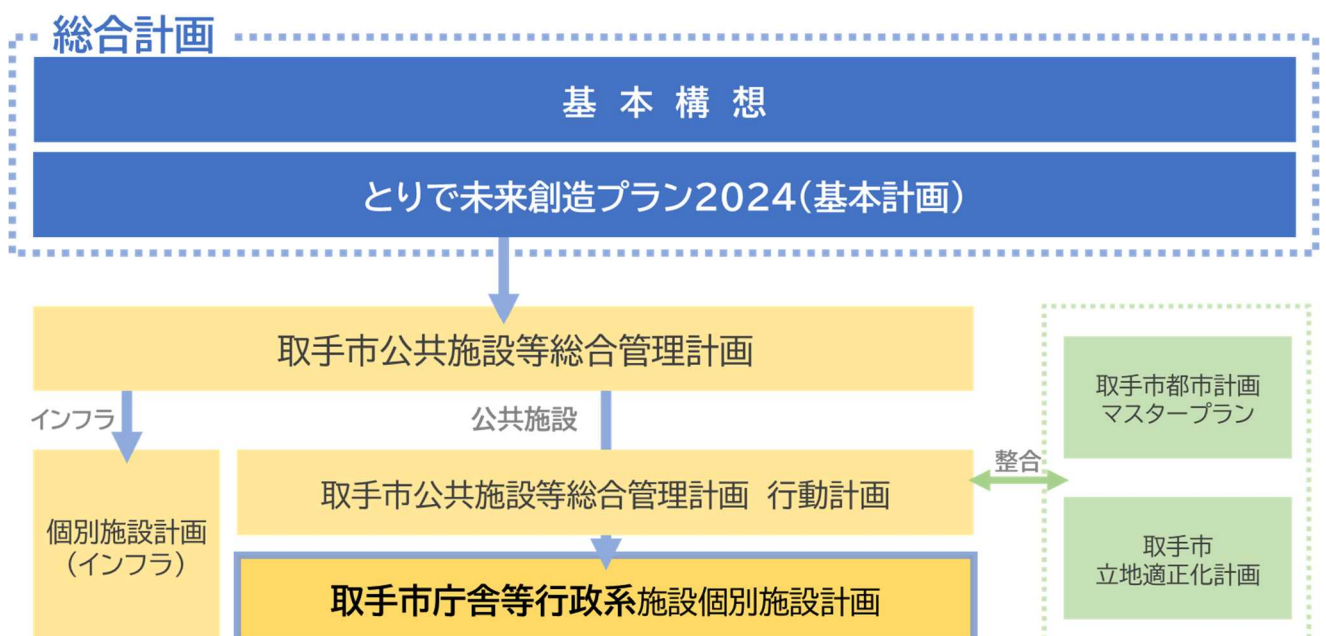 総合計画
基 本 構 想
とりで未来創造プラン2024(基本計画)
取手市公共施設等総合管理計画
インフラ
公共施設
個別施設計画
(インフラ)
取手市公共施設等総合管理計画 行動計画
取手市庁舎等行政系施設個別施設計画
整合
取手市都市計画
マスタープラン
取手市
立地適正化計画